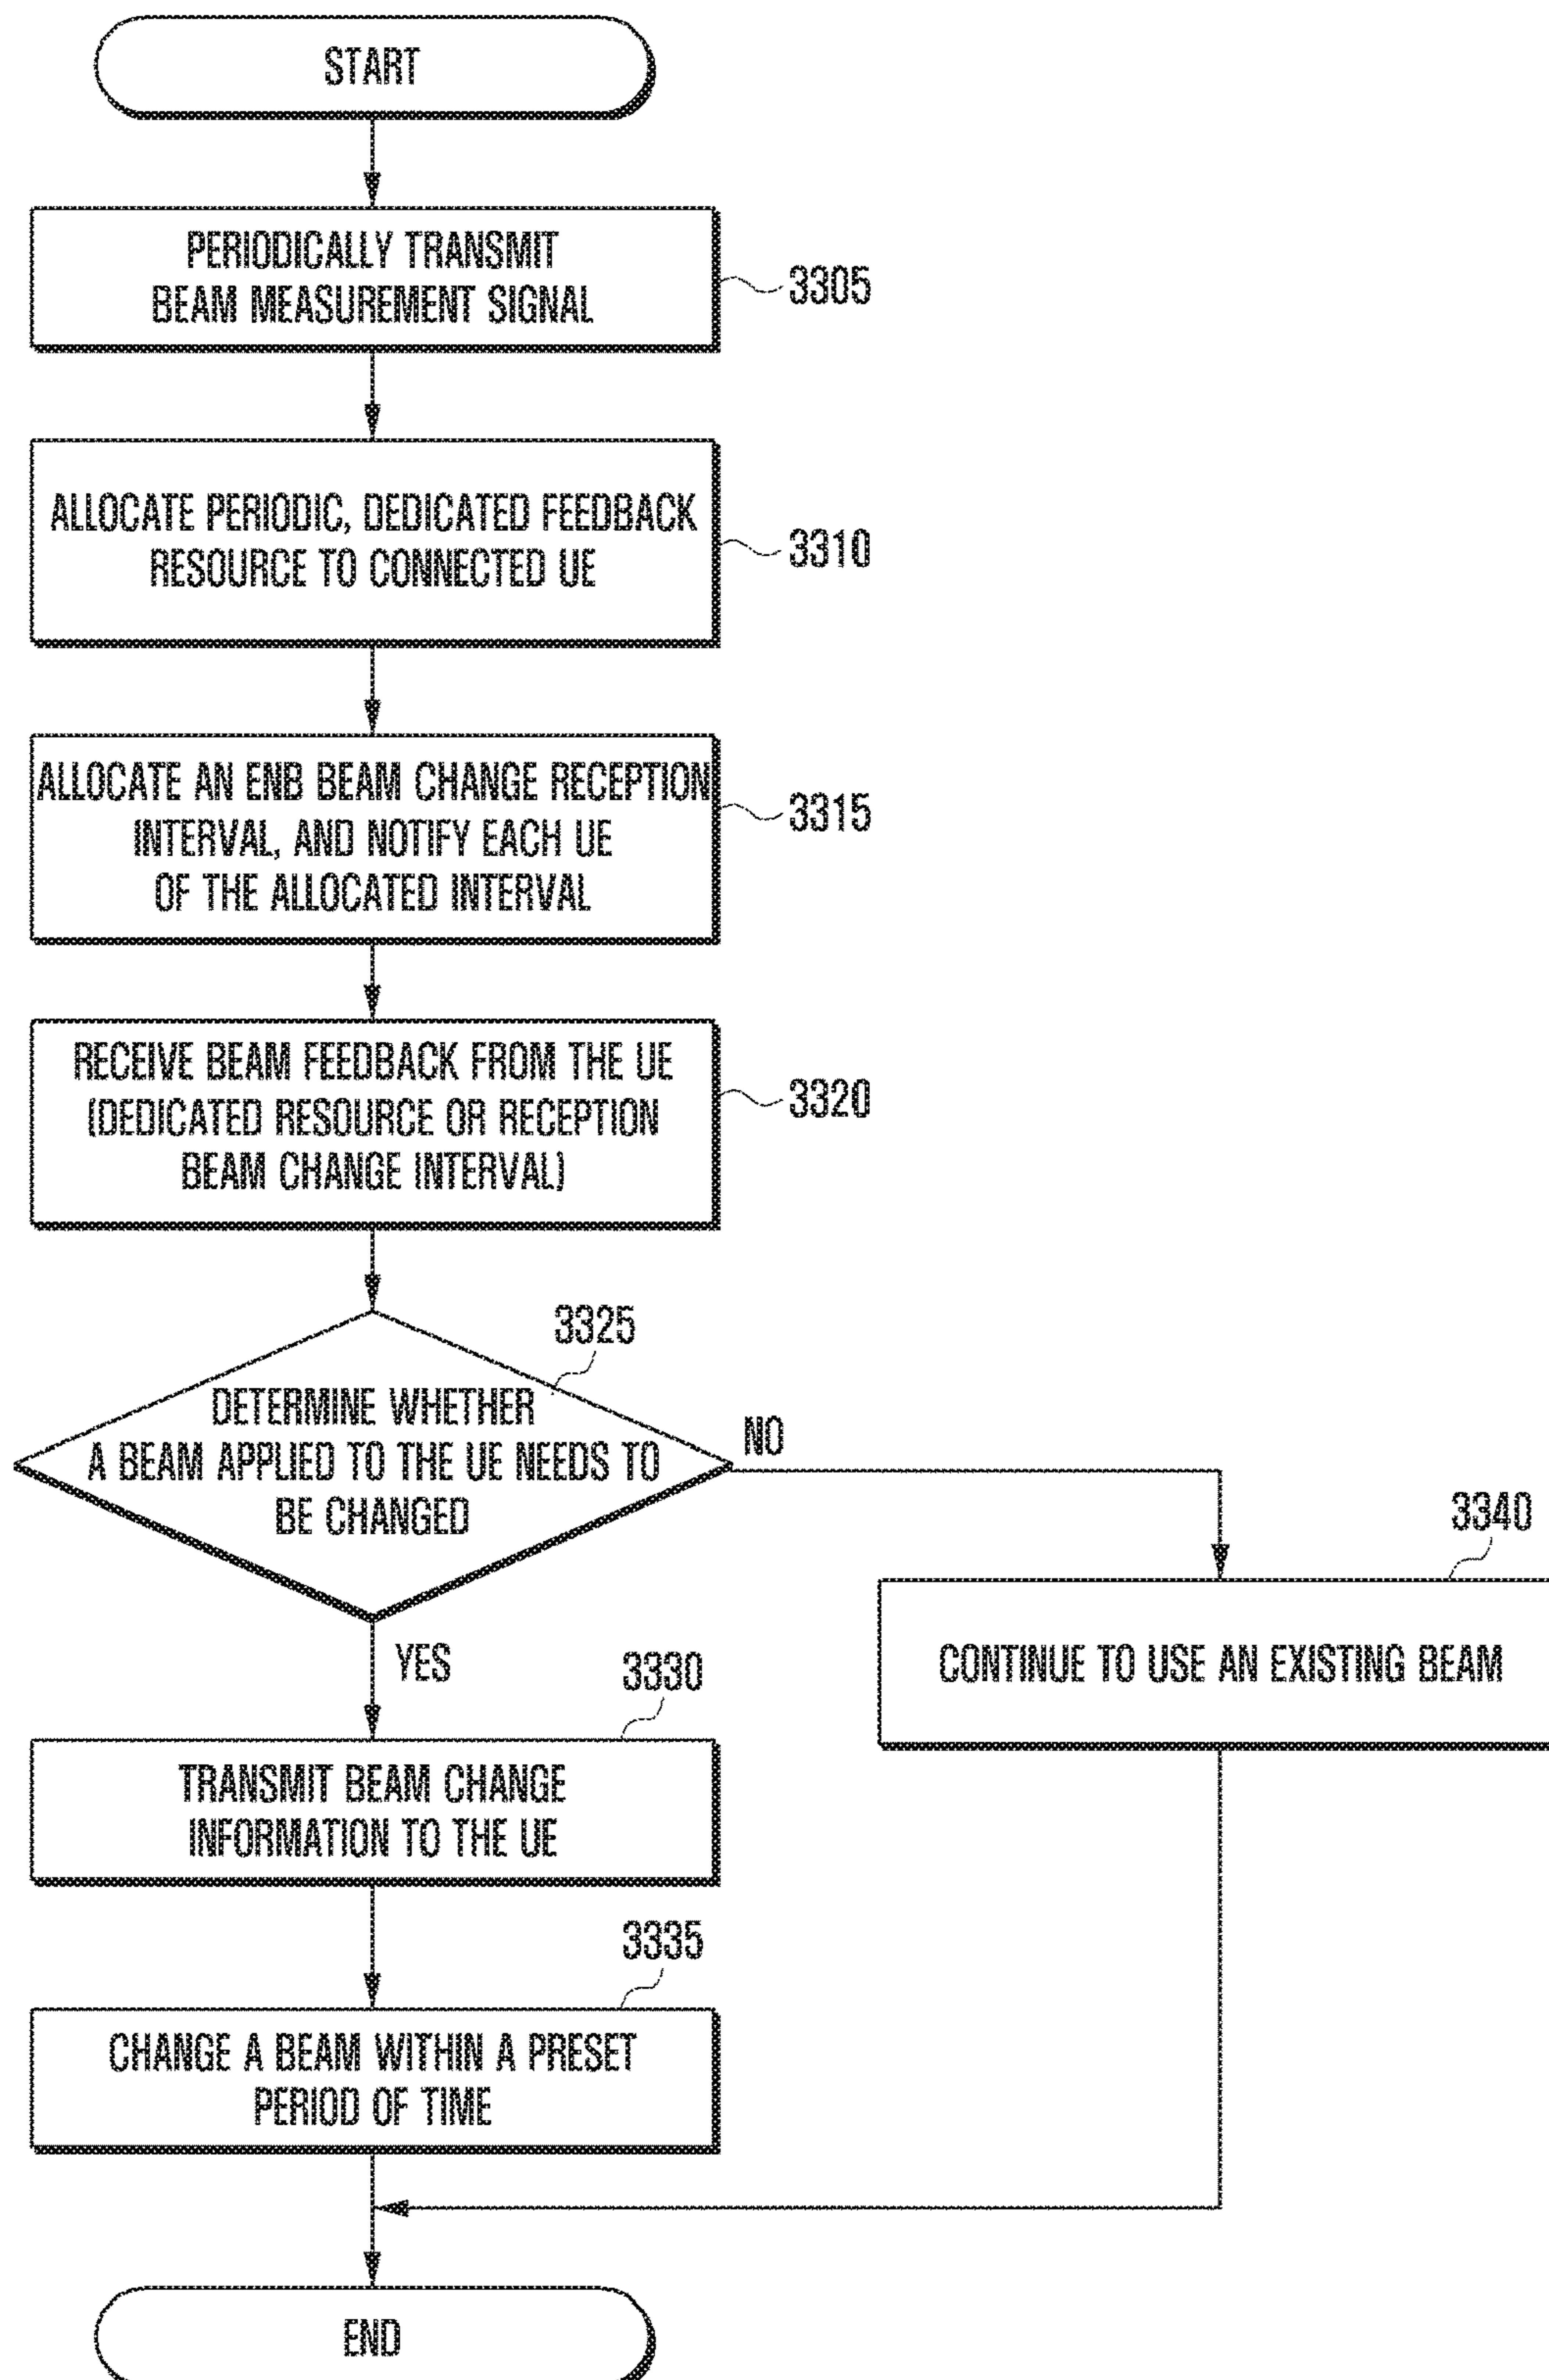 START
PERIODICALLY TRANSMIT
BEAM MEASUREMENT SIGNAL
3305
ALLOCATE PERIODIC, DEDICATED FEEDBACK
RESOURCE TO CONNECTED UE
3310
ALLOCATE AN ENB BEAM CHANGE RECEPTION
INTERVAL, AND NOTIFY EACH UE
OF THE ALLOCATED INTERVAL
3315
RECEIVE BEAM FEEDBACK FROM THE UE
(DEDICATED RESOURCE OR RECEPTION
BEAM CHANGE INTERVAL)
3320
3325
DETERMINE WHETHER
A BEAM APPLIED TO THE UE NEEDS TO
BE CHANGED
NO
YES
3340
CONTINUE TO USE AN EXISTING BEAM
3330
TRANSMIT BEAM CHANGE
INFORMATION TO THE UE
3335
CHANGE A BEAM WITHIN A PRESET
PERIOD OF TIME
END